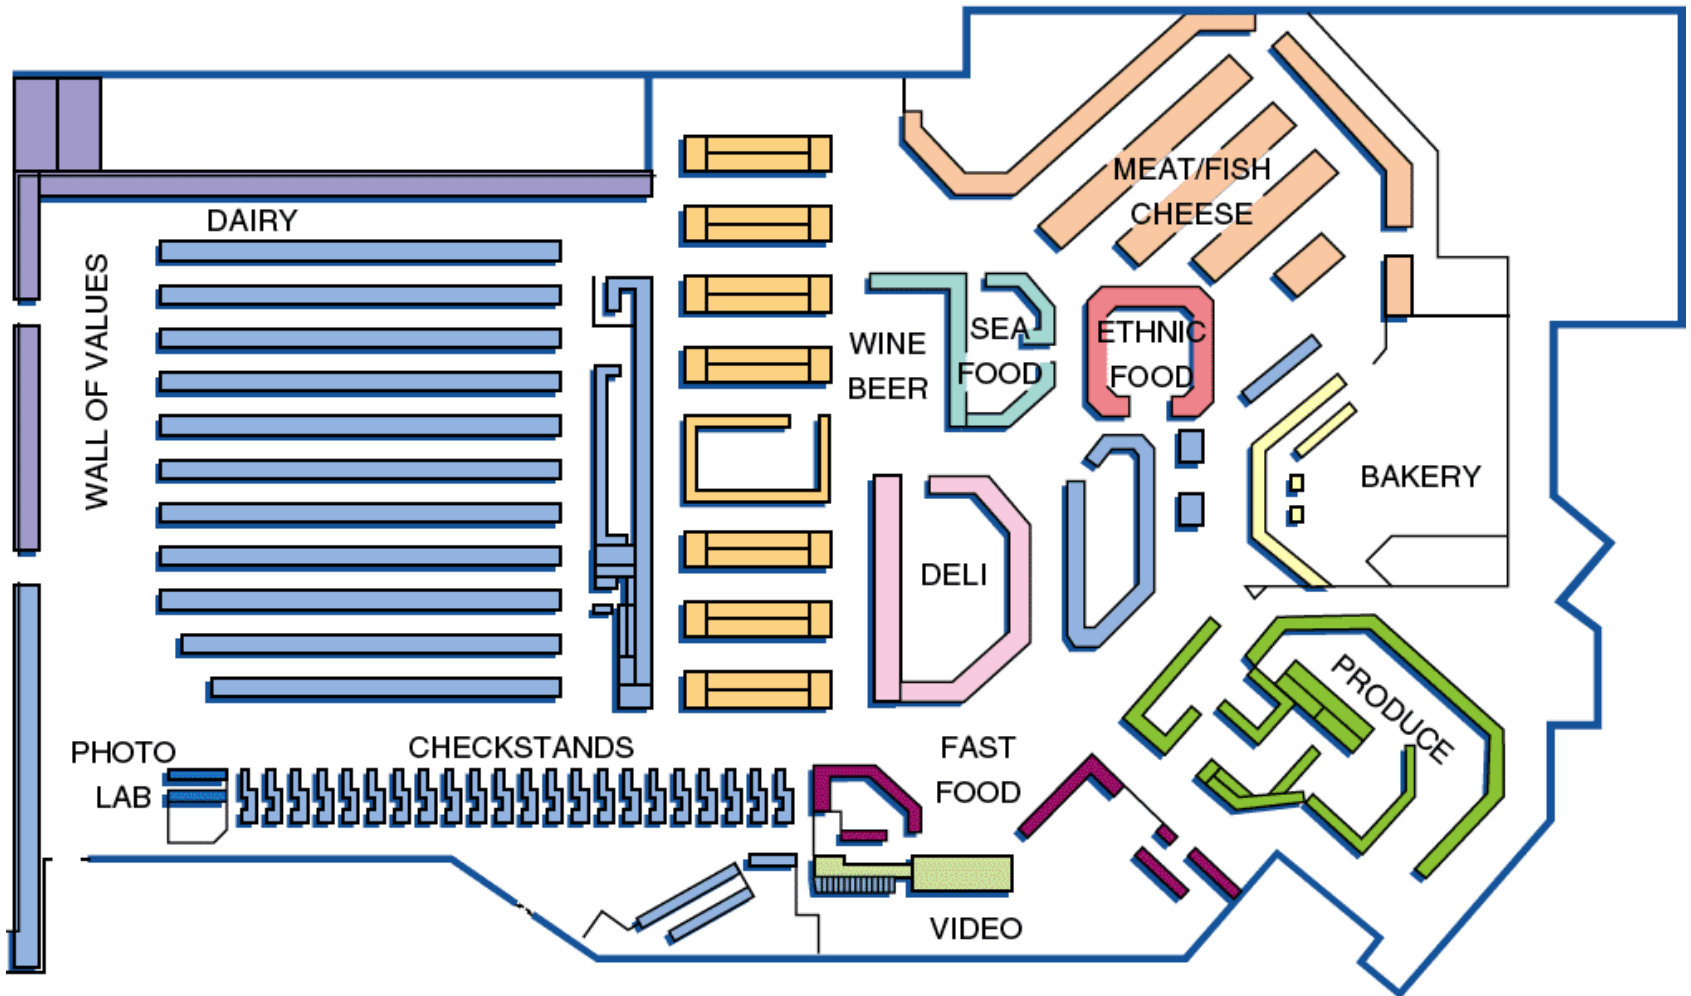 MEAT/FISH
CHEESE
DAIRY
WALL OF VALUES
WINE
BEER
SEA
FOOD
ETHNIC
FOOD
BAKERY
DELI
PRODUCE
PHOTO
LAB
CHECKSTANDS
FAST
FOOD
VIDEO